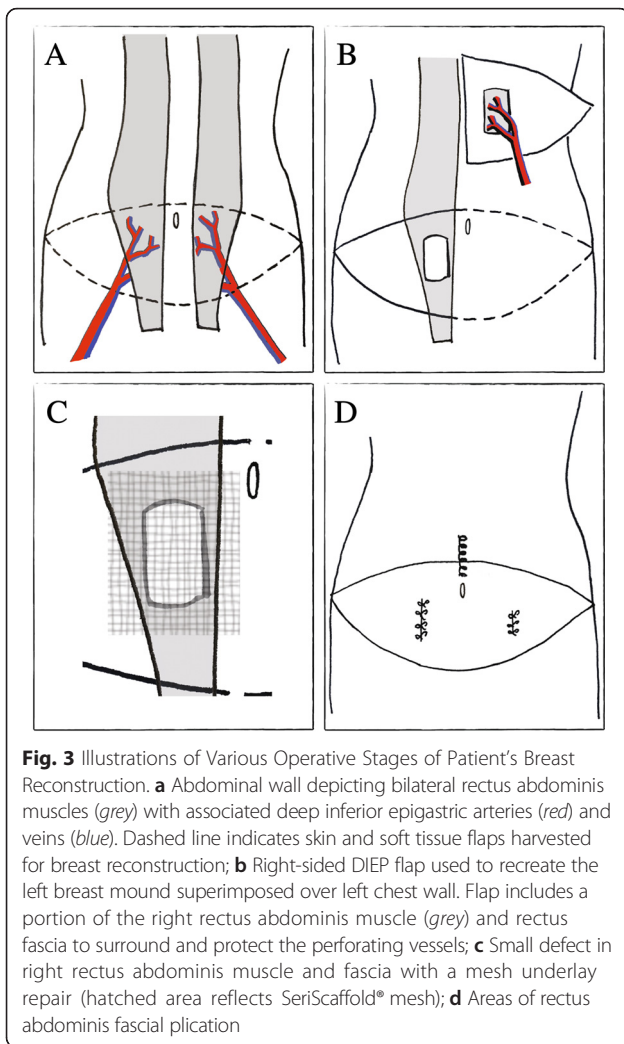 A
B
C
D
Fig. 3 Illustrations of Various Operative Stages of Patient's Breast
Reconstruction. a Abdominal wall depicting bilateral rectus abdominis
muscles (grey) with associated deep inferior epigastric arteries (red) and
veins (blue). Dashed line indicates skin and soft tissue flaps harvested
for breast reconstruction; b Right-sided DIEP flap used to recreate the
left breast mound superimposed over left chest wall. Flap includes a
portion of the right rectus abdominis muscle (grey) and rectus
fascia to surround and protect the perforating vessels; c Small defect in
right rectus abdominis muscle and fascia with a mesh underlay
repair (hatched area reflects SeriScaffold® mesh); d Areas of rectus
abdominis fascial plication